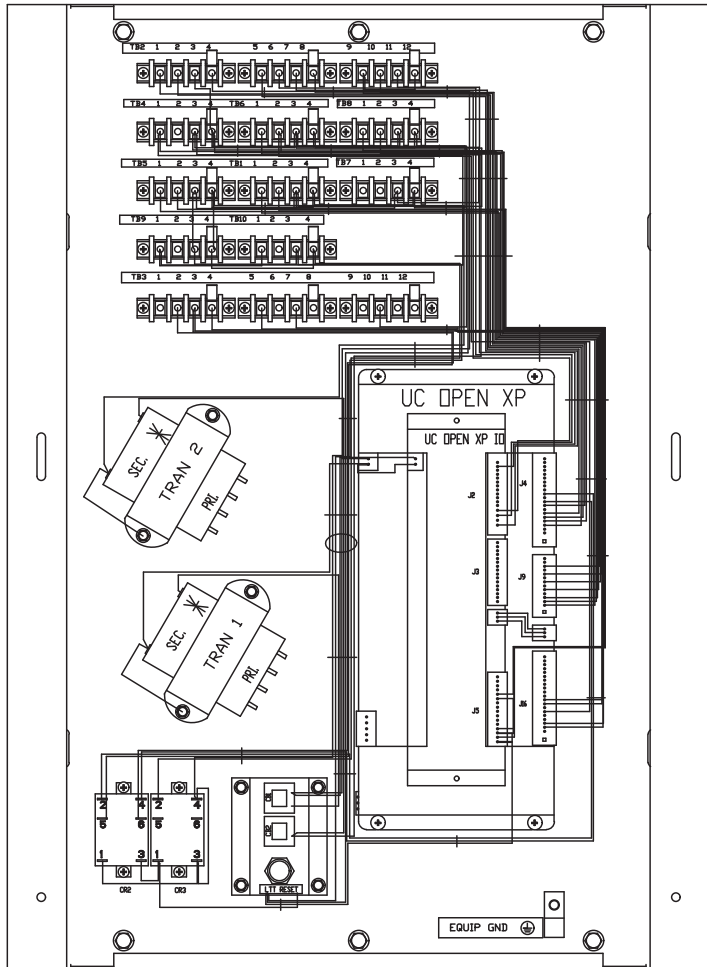 TB2 1 2 3 4 5 6 7 8 9 10 11 12
TB4 1 2 3 4 TB6 1 2 3 4 TB8 1 2 3 4
TB5 1 2 3 4 TB1 1 2 3 4 TB7 1 2 3 4
TB9 1 2 3 4 TB10 1 2 3 4
TB3 1 2 3 4 5 6 7 8 9 10 11 12
UC OPEN XP
UC OPEN XP IO
SEC.
TRAN 2
PRI.
J2
J4
J3
J9
SEC.
TRAN 1
PRI.
J5
J16
2 4 2 4
5 6 5 6
1 3 1 3
CR2 CR3
LTT RESET
EQUIP GND